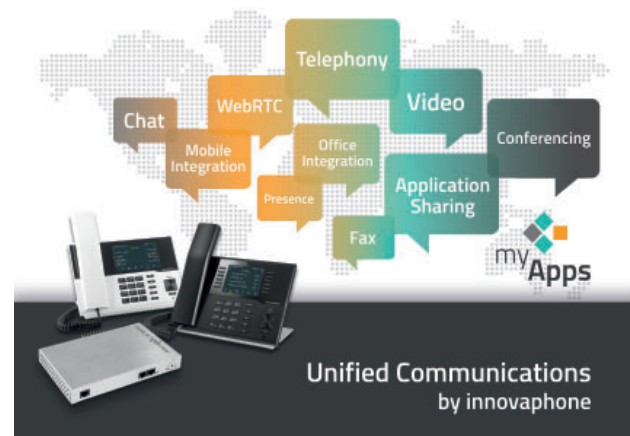 Telephony
WebRTC
Video
Chat
Conferencing
Mobile
Integration
Office
Integration
Application
Sharing
Presence
Fax
my
Apps
Unified Communications
by innovaphone